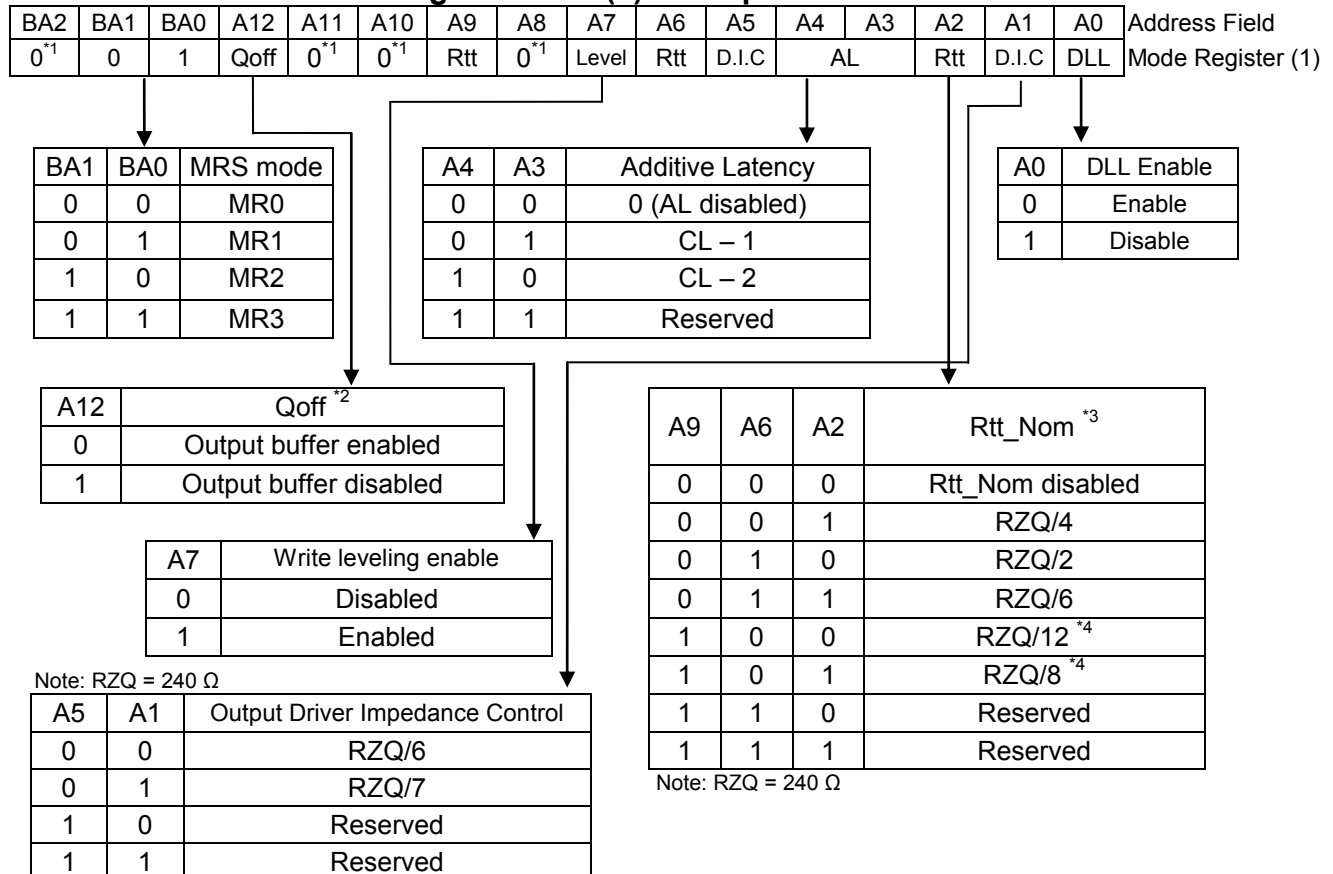 BA2 BA1 BA0 A12 A11 A10 A9 A8 A7 A6 A5 A4 A3 A2 A1 A0 Address Field
0*1 0 1 Qoff 0*1 0*1 Rtt 0*1 Level Rtt D.I.C AL Rtt D.I.C DLL Mode Register (1)
BA1 BA0 MRS mode
0 0 MR0
0 1 MR1
1 0 MR2
1 1 MR3
A4 A3 Additive Latency
0 0 0 (AL disabled)
0 1 CL – 1
1 0 CL – 2
1 1 Reserved
A0 DLL Enable
0 Enable
1 Disable
A12 Qoff *2
0 Output buffer enabled
1 Output buffer disabled
A9 A6 A2 Rtt_Nom *3
0 0 0 Rtt_Nom disabled
0 0 1 RZQ/4
0 1 0 RZQ/2
0 1 1 RZQ/6
1 0 0 RZQ/12 *4
1 0 1 RZQ/8 *4
1 1 0 Reserved
1 1 1 Reserved
Note: RZQ = 240 Ω
A7 Write leveling enable
0 Disabled
1 Enabled
Note: RZQ = 240 Ω
A5 A1 Output Driver Impedance Control
0 0 RZQ/6
0 1 RZQ/7
1 0 Reserved
1 1 Reserved